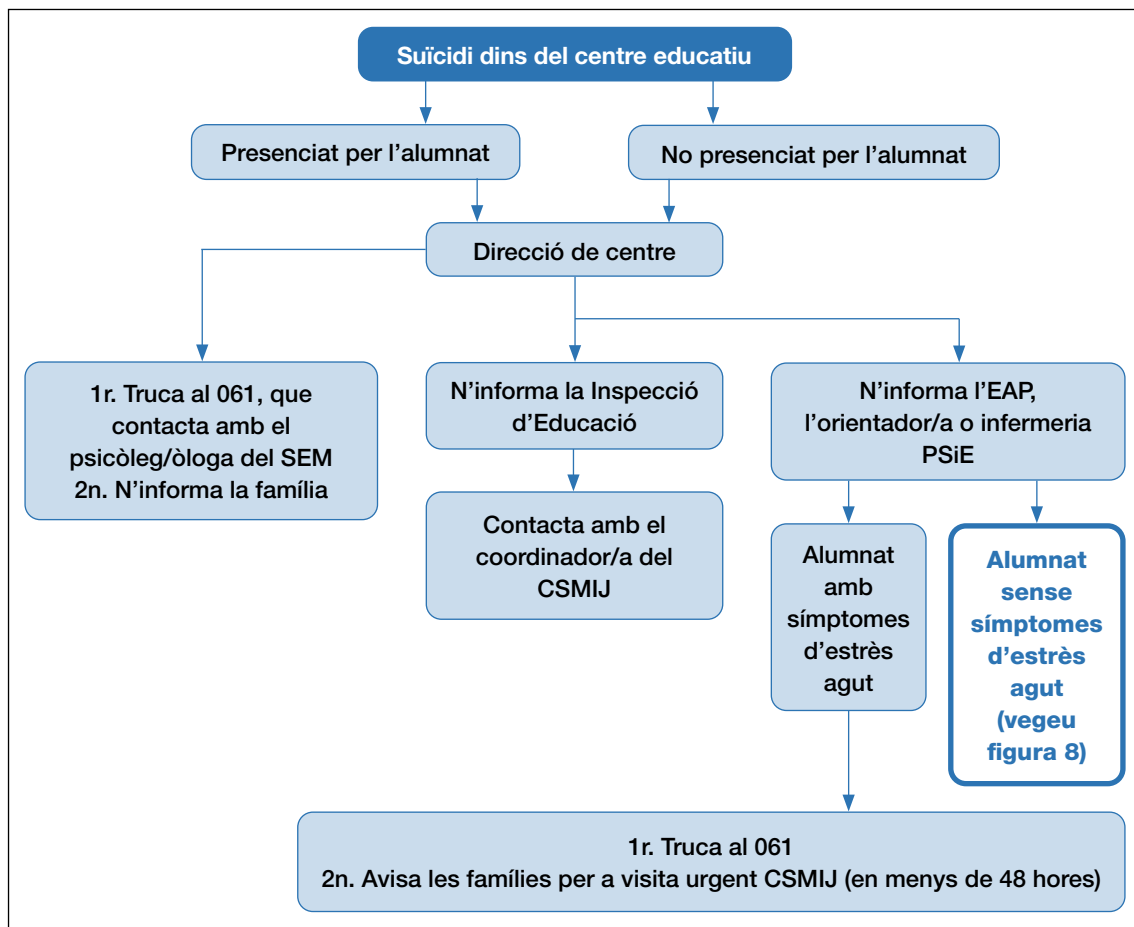 Suïcidi dins del centre educatiu
Presenciat per l'alumnat
No presenciat per l'alumnat
Direcció de centre
1r. Truca al 061, que
contacta amb el
psicòleg/òloga del SEM
2n. N'informa la família
N'informa la Inspecció
d'Educació
N'informa l'EAP,
l'orientador/a o infermeria
PSiE
Contacta amb el
coordinador/a del
CSMIJ
Alumnat
amb
símptomes
d'estrès
agut
Alumnat
sense
símptomes
d'estrès
agut
(vegeu
figura 8)
1r. Truca al 061
2n. Avisa les famílies per a visita urgent CSMIJ (en menys de 48 hores)